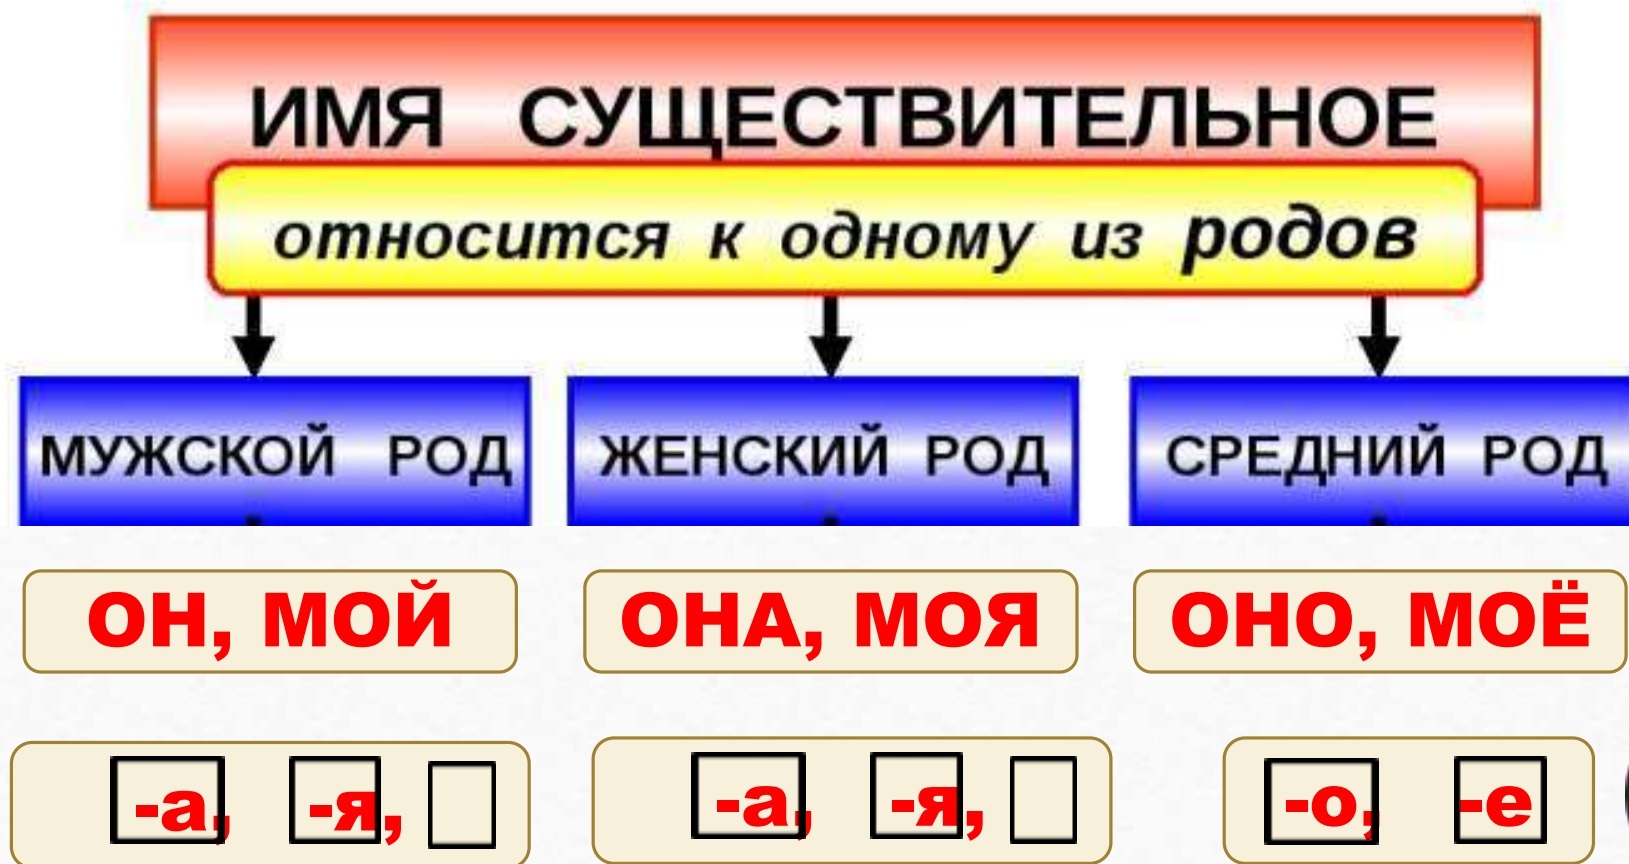 ИМЯ СУЩЕСТВИТЕЛЬНОЕ
относится к одному из родов
МУЖСКОЙ РОД
ЖЕНСКИЙ РОД
СРЕДНИЙ РОД
ОН, МОЙ
ОНА, МОЯ
ОНО, МОЁ
-а, -я,
-а, -я,
-о, -е